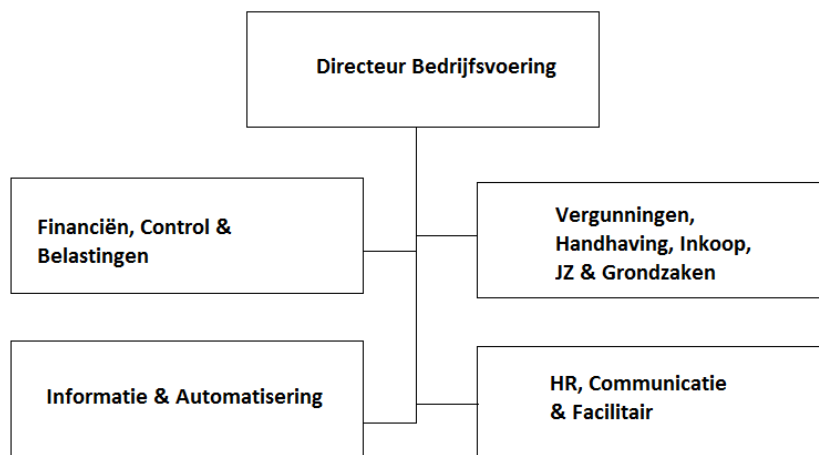 Directeur Bedrijfsvoering
Financiën, Control &
Belastingen
Vergunningen,
Handhaving, Inkoop,
JZ & Grondzaken
Informatie & Automatisering
HR, Communicatie
& Facilitair